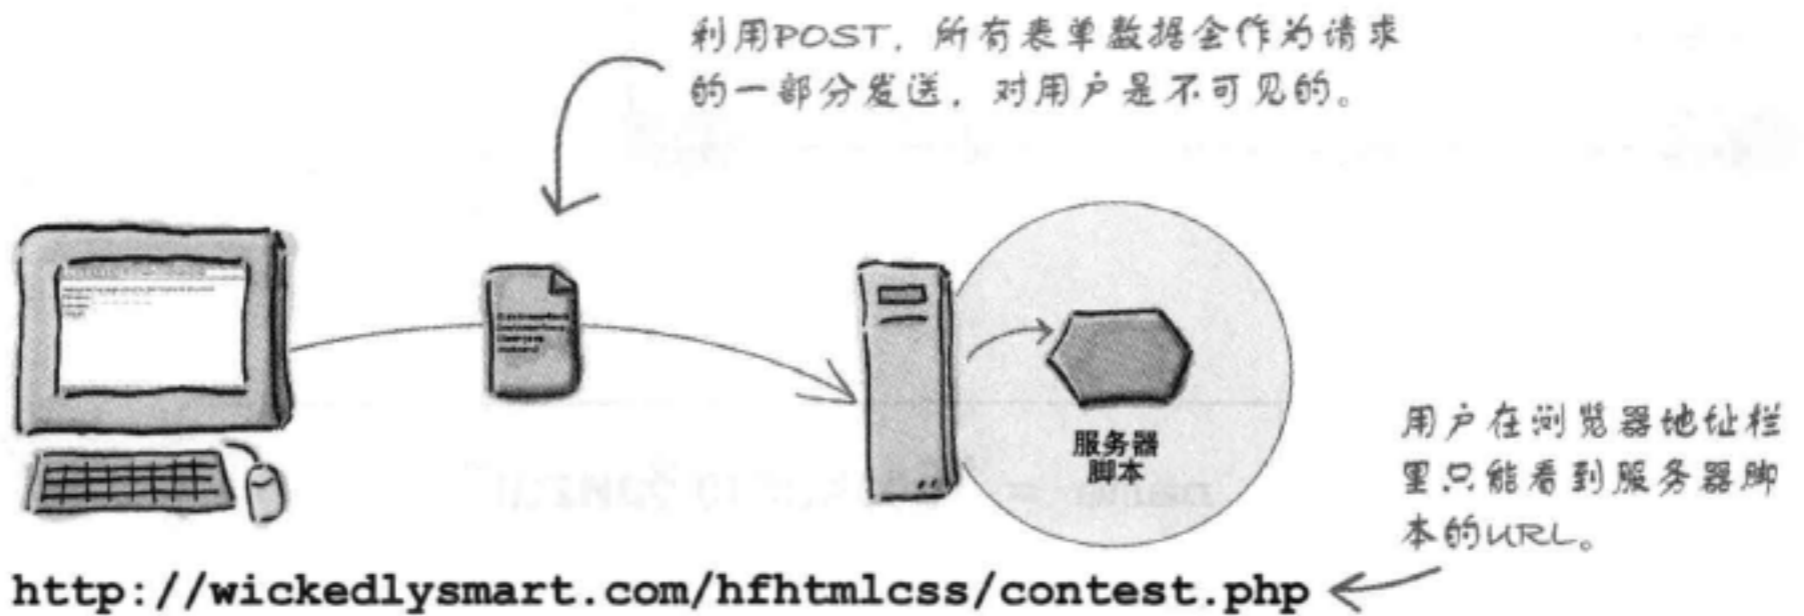 利用POST，所有表单数据会作为请求
的一部分发送，对用户是不可见的。
服务器
脚本
用户在浏览器地址栏
里只能看到服务器脚
本的URL。
http://wickedlysmart.com/hfhtmlcss/contest.php